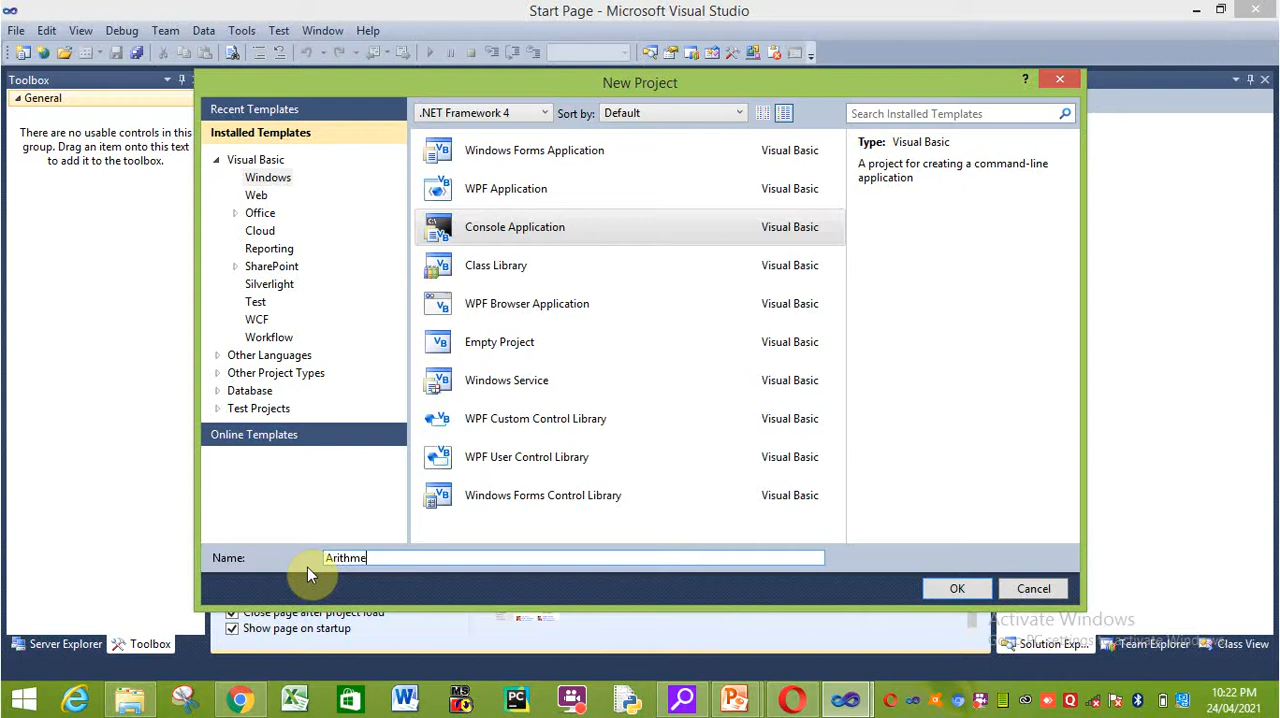 Start Page - Microsoft Visual Studio
File Edit View Debug Team Data Tools Test Window Help
Toolbox
General
There are no usable controls in this
group. Drag an item onto this text
to add it to the toolbox.
New Project
?
Recent Templates
Installed Templates
Visual Basic
Windows
Web
Office
Cloud
Reporting
SharePoint
Silverlight
Test
WCF
Workflow
Other Languages
Other Project Types
Database
Test Projects
Online Templates
.NET Framework 4
Sort by: Default
Search Installed Templates
Windows Forms Application Visual Basic
WPF Application Visual Basic
Console Application Visual Basic
Class Library Visual Basic
WPF Browser Application Visual Basic
Empty Project Visual Basic
Windows Service Visual Basic
WPF Custom Control Library Visual Basic
WPF User Control Library Visual Basic
Windows Forms Control Library Visual Basic
Type: Visual Basic
A project for creating a command-line
application
Name: Arithme
OK Cancel
Close page after project load
Show page on startup
Activate Windows
Server Explorer Toolbox
Solution Exp... Team Explorer Class View
10:22 PM
24/04/2021